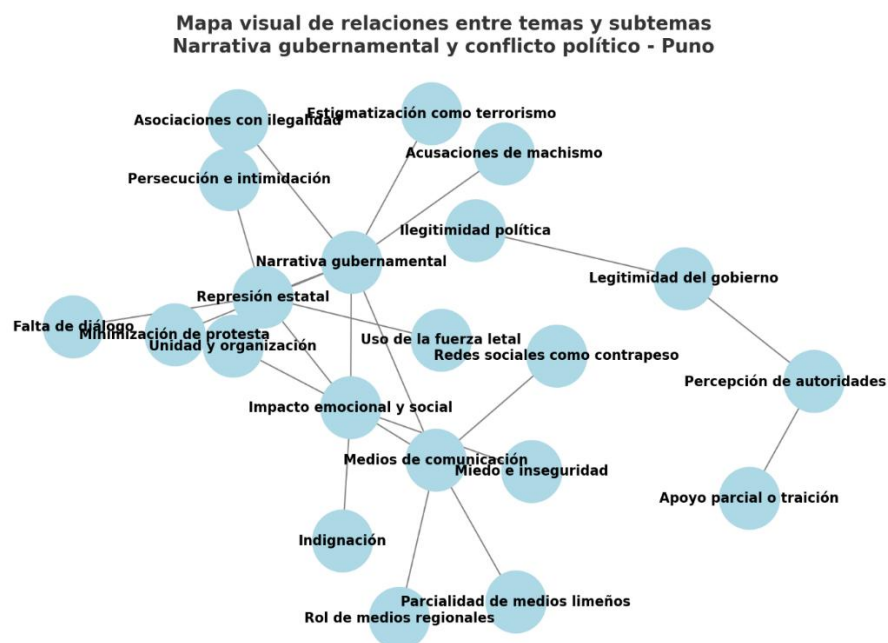 Mapa visual de relaciones entre temas y subtemas
Narrativa gubernamental y conflicto político - Puno
Estigmatización como terrorismo
Asociaciones con ilegalidad
Acusaciones de machismo
Persecución e intimidación
Ilegitimidad política
Narrativa gubernamental
Legitimidad del gobierno
Represión estatal
Falta de diálogo
Minimización de protesta
Uso de la fuerza letal
Unidad y organización
Redes sociales como contrapeso
Percepción de autoridades
Impacto emocional y social
Medios de comunicación
Miedo e inseguridad
Apoyo parcial o traición
Indignación
Parcialidad de medios limeños
Rol de medios regionales